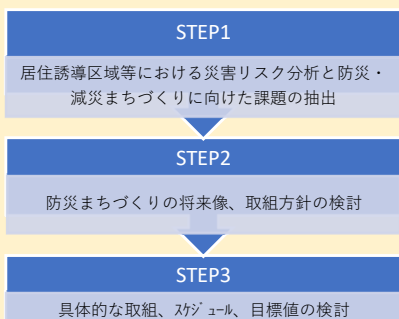 STEP1
居住誘導区域等における災害リスク分析と防災・
減災まちづくりに向けた課題の抽出
STEP2
防災まちづくりの将来像、取組方針の検討
STEP3
具体的な取組、ｽｹｼﾞｭｰﾙ、目標値の検討